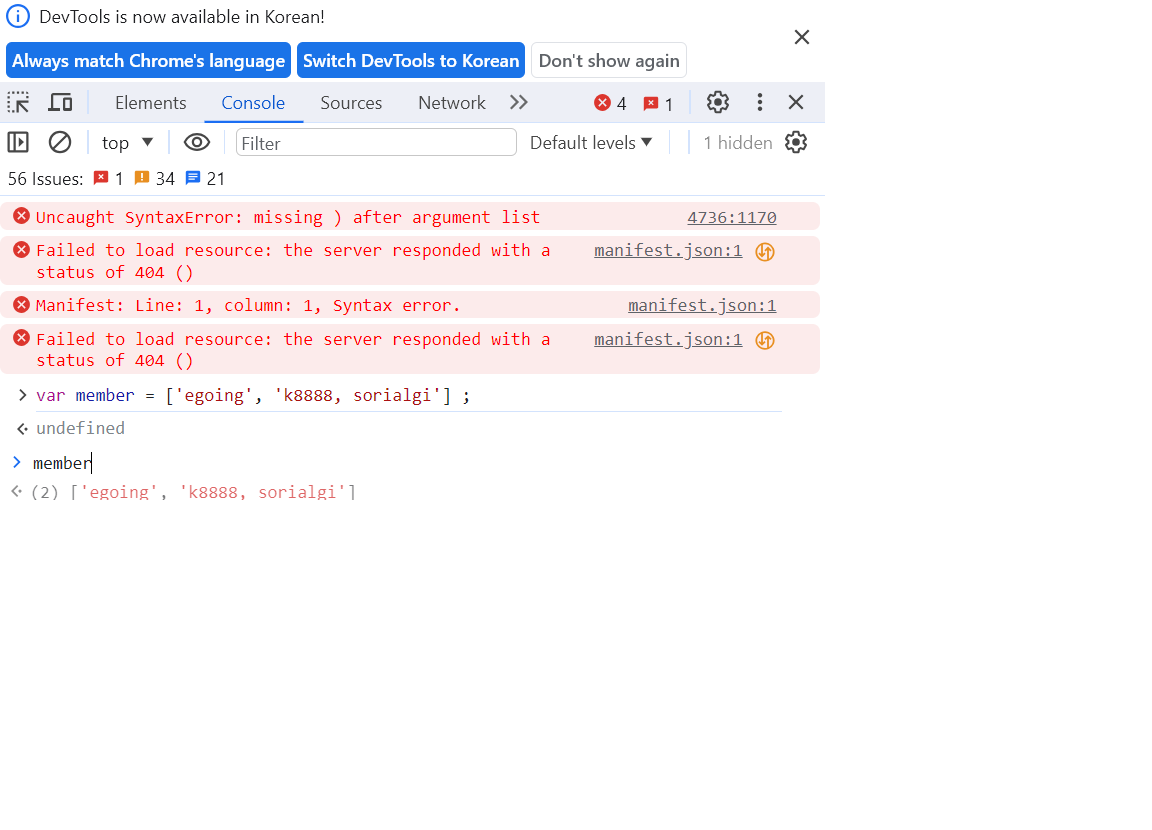 DevTools is now available in Korean!
Always match Chrome's language Switch DevTools to Korean Don't show again
Elements Console Sources Network 4 1
top Filter Default levels 1 hidden
56 Issues: 1 34 21
Uncaught SyntaxError: missing ) after argument list 4736:1170
Failed to load resource: the server responded with a manifest.json:1
status of 404 ()
Manifest: Line: 1, column: 1, Syntax error. manifest.json:1
Failed to load resource: the server responded with a manifest.json:1
status of 404 ()
> var member = ['egoing', 'k8888, sorialgi'] ;
undefined
> member
(2) ['egoing', 'k8888, sorialgi']